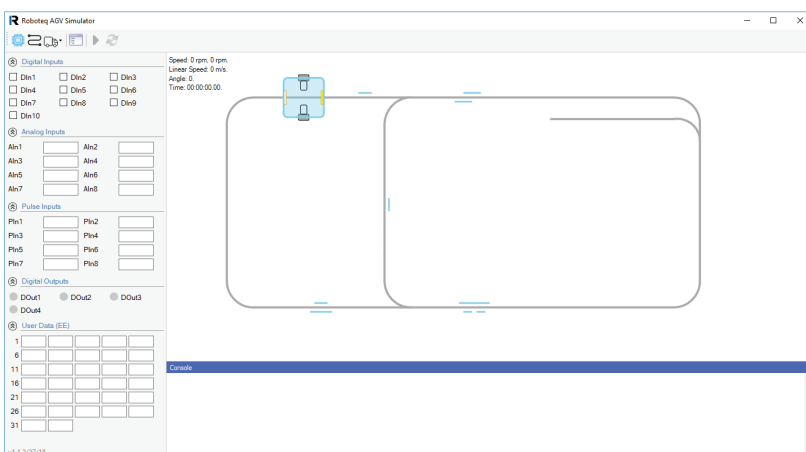 Roboteq AGV Simulator
Digital Inputs
DIn1 DIn2 DIn3
DIn4 DIn5 DIn6
DIn7 DIn8 DIn9
DIn10
Analog Inputs
AIn1 AIn2
AIn3 AIn4
AIn5 AIn6
AIn7 AIn8
Pulse Inputs
PIn1 PIn2
PIn3 PIn4
PIn5 PIn6
PIn7 PIn8
Digital Outputs
DOut1 DOut2 DOut3
DOut4
User Data (EE)
1
6
11
16
21
26
31
Speed: 0 rpm, 0 rpm.
Linear Speed: 0 m/s.
Angle: 0.
Time: 00:00:00.00.
Console